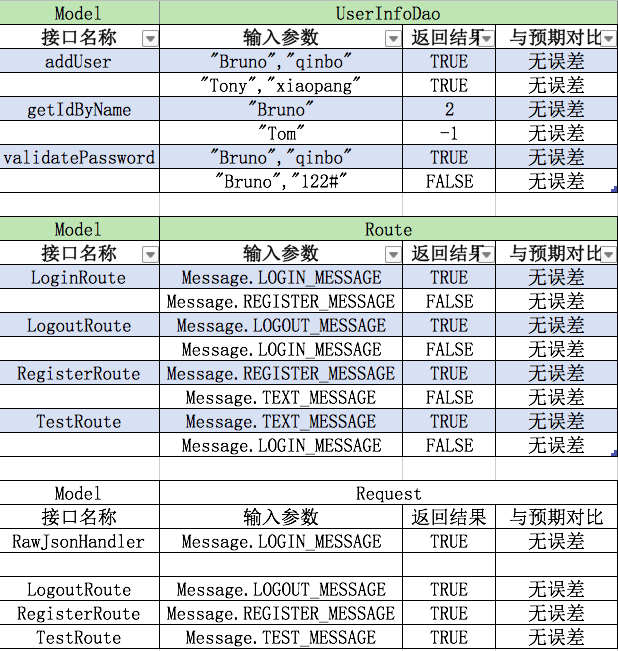 Model UserInfoDao
接口名称 输入参数 返回结果 与预期对比
addUser "Bruno","qinbo" TRUE 无误差
"Tony","xiaopang" TRUE 无误差
getIdByName "Bruno" 2 无误差
"Tom" -1 无误差
validatePassword "Bruno","qinbo" TRUE 无误差
"Bruno","122#" FALSE 无误差
Model Route
接口名称 输入参数 返回结果 与预期对比
LoginRoute Message.LOGIN_MESSAGE TRUE 无误差
Message.REGISTER_MESSAGE FALSE 无误差
LogoutRoute Message.LOGOUT_MESSAGE TRUE 无误差
Message.LOGIN_MESSAGE FALSE 无误差
RegisterRoute Message.REGISTER_MESSAGE TRUE 无误差
Message.TEXT_MESSAGE FALSE 无误差
TestRoute Message.TEXT_MESSAGE TRUE 无误差
Message.LOGIN_MESSAGE FALSE 无误差
Model Request
接口名称 输入参数 返回结果 与预期对比
RawJsonHandler Message.LOGIN_MESSAGE TRUE 无误差
LogoutRoute Message.LOGOUT_MESSAGE TRUE 无误差
RegisterRoute Message.REGISTER_MESSAGE TRUE 无误差
TestRoute Message.TEST_MESSAGE TRUE 无误差